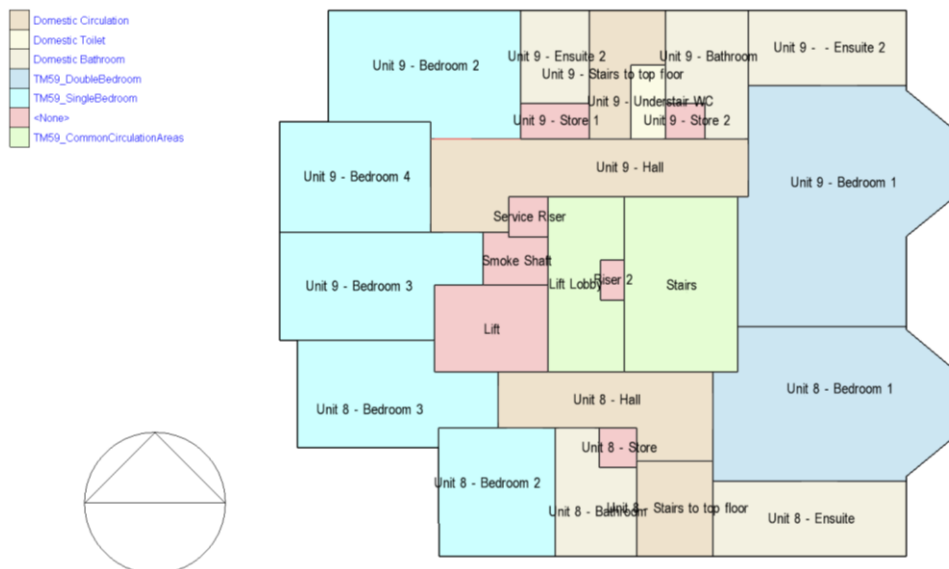 Domestic Circulation
Domestic Toilet
Domestic Bathroom
TM59_DoubleBedroom
TM59_SingleBedroom
<None>
TM59_CommonCirculationAreas
Unit 9 - Bedroom 2
Unit 9 - Ensuite 2
Unit 9 - Stairs to top floor
Unit 9 - Bathroom
Unit 9 - - Ensuite 2
Unit 9 - Understair WC
Unit 9 - Store 1
Unit 9 - Store 2
Unit 9 - Bedroom 4
Unit 9 - Hall
Unit 9 - Bedroom 1
Service Riser
Smoke Shaft
Unit 9 - Bedroom 3
Lift Lobby
Riser 2
Stairs
Lift
Unit 8 - Bedroom 3
Unit 8 - Hall
Unit 8 - Bedroom 1
Unit 8 - Store
Unit 8 - Bedroom 2
Unit 8 - Bathroom
Unit 8 - Stairs to top floor
Unit 8 - Ensuite